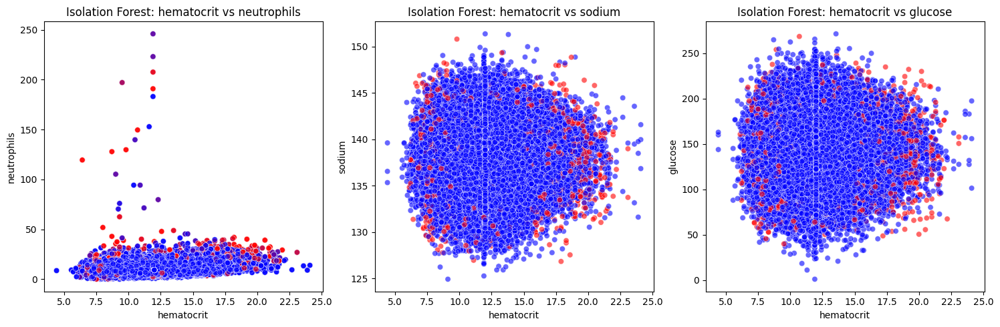 Isolation Forest: hematocrit vs neutrophils
250
200
150
100
50
0
neutrophils
5.0 7.5 10.0 12.5 15.0 17.5 20.0 22.5 25.0
hematocrit
Isolation Forest: hematocrit vs sodium
150
145
140
135
130
125
sodium
5.0 7.5 10.0 12.5 15.0 17.5 20.0 22.5 25.0
hematocrit
Isolation Forest: hematocrit vs glucose
250
200
150
100
50
0
glucose
5.0 7.5 10.0 12.5 15.0 17.5 20.0 22.5 25.0
hematocrit